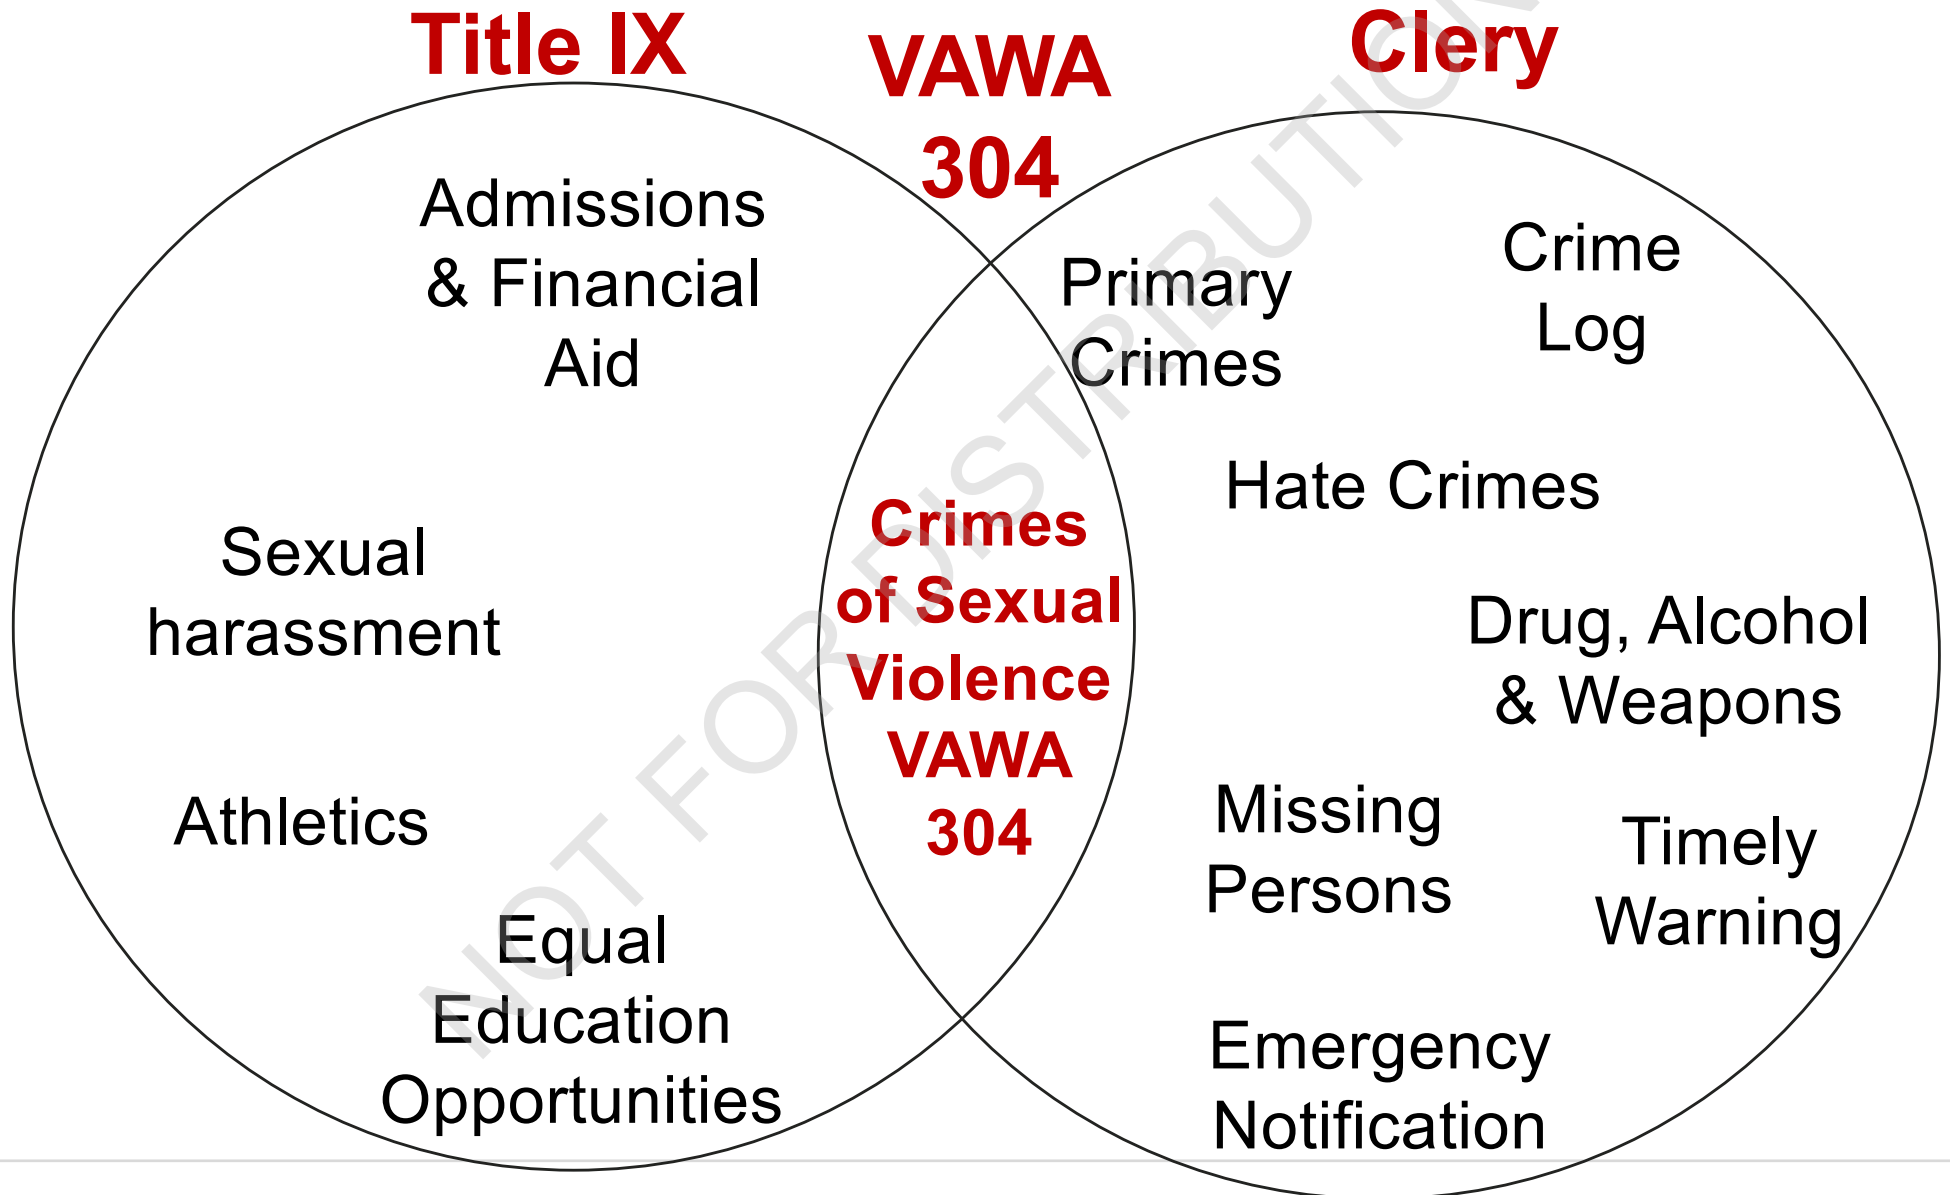 Title IX
VAWA
304
Clery
Admissions
& Financial
Aid
Sexual
harassment
Athletics
Equal
Education
Opportunities
Crimes
of Sexual
Violence
VAWA
304
Primary
Crimes
Crime
Log
Hate Crimes
Drug, Alcohol
& Weapons
Missing
Persons
Timely
Warning
Emergency
Notification
NOT FOR DISTRIBUTION